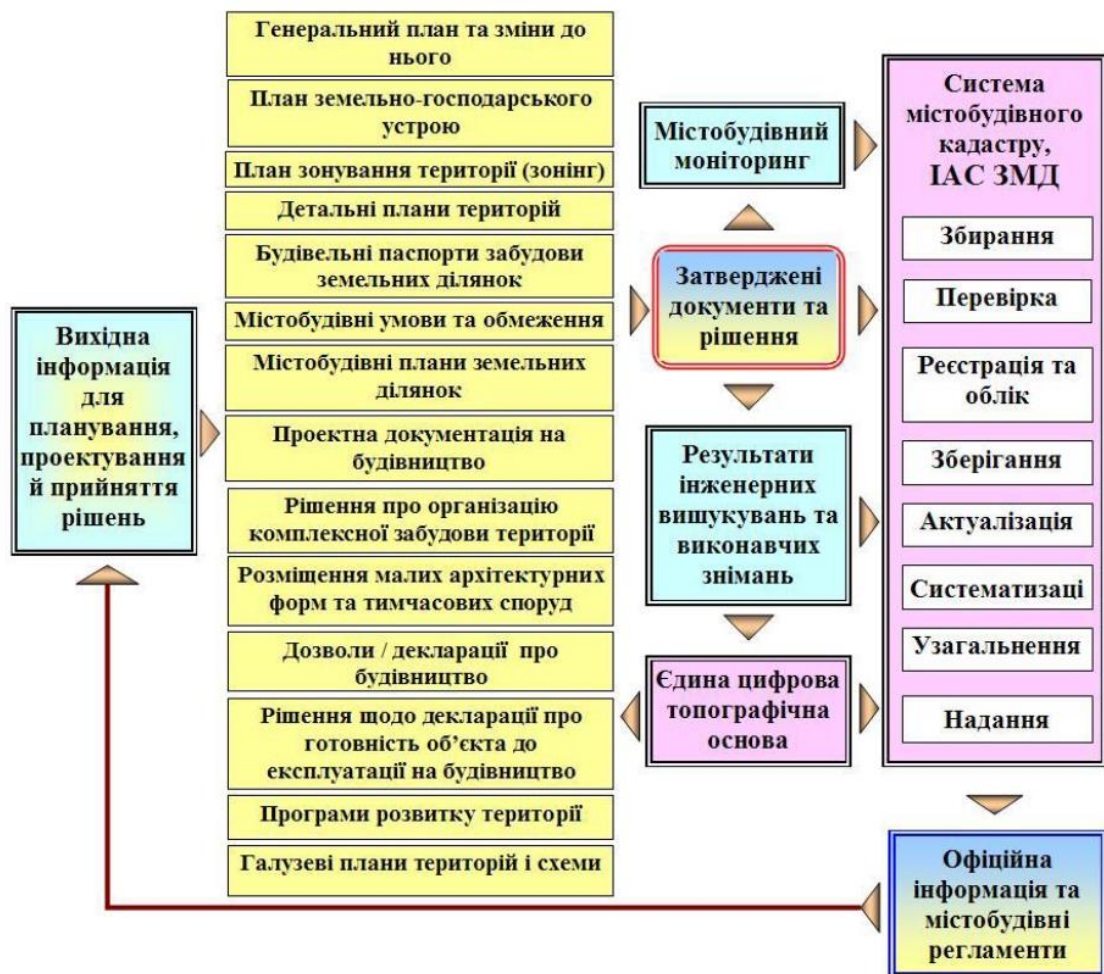 Вихідна
інформація
для
планування,
проектування
й прийняття
рішень
Генеральний план та зміни до
нього
План земельно-господарського
устрою
План зонування території (зонінг)
Детальні плани територій
Будівельні паспорти забудови
земельних ділянок
Містобудівні умови та обмеження
Містобудівні плани земельних
ділянок
Проектна документація на
будівництво
Рішення про організацію
комплексної забудови території
Розміщення малих архітектурних
форм та тимчасових споруд
Дозволи / декларації про
будівництво
Рішення щодо декларації про
готовність об’єкта до
експлуатації на будівництво
Програми розвитку території
Галузеві плани територій і схеми
Містобудівний
моніторинг
Затверджені
документи та
рішення
Результати
інженерних
вишукувань та
виконавчих
знімань
Єдина цифрова
топографічна
основа
Система
містобудівного
кадастру,
ІАС ЗМД
Збирання
Перевірка
Реєстрація та
облік
Зберігання
Актуалізація
Систематизаці
Узагальнення
Надання
Офіційна
інформація та
містобудівні
регламенти